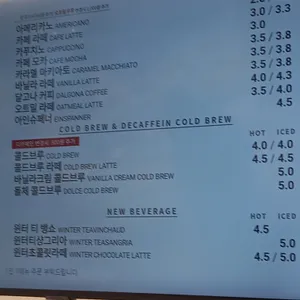 아메리카노 AMERICANO 3.0 / 3.3
카페 라떼 CAPE LATTE 3.0
카푸치노 CAPPUCCINO 3.5 / 3.8
카페 모카 CAFE MOCHA 3.5 / 3.8
카라멜 마키아토 CARAMEL MACCHIATO 3.5 / 3.8
바닐라 라떼 VANILLA LATTE 4.0 / 4.3
달고나 커피 DALGONA COFFEE 3.5 / 4.0
오트밀 라떼 OATMEAL LATTE 4.5
아인슈페너 EINSPANNER
COLD BREW & DECAFFEIN COLD BREW
HOT ICED
콜드브루 COLD BREW 4.0 / 4.0
콜드브루 라떼 COLD BREW LATTE 4.5 / 4.5
바닐라크림 콜드브루 VANILLA CREAM COLD BREW 5.0
돌체 콜드브루 DOLCE-COLD BREW 5.0
NEW BEVERAGE
HOT ICED
윈터 티 뱅쇼 WINTER TEAVINCHAUD 4.5
윈터티샹그리아 WINTER TEASANGRIA 5.0
윈터초콜릿라떼 WINTER CHOCOLATE LATTE 4.5 / 5.0